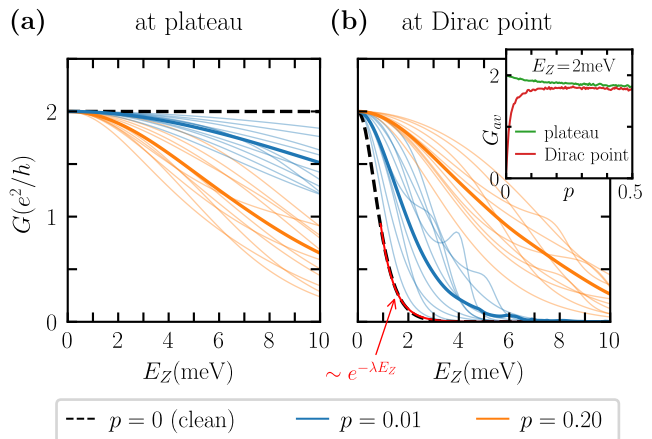 (a) at plateau
G(e²/h)
2
1
0
0 2 4 6 8 10
E_Z(meV)
(b) at Dirac point
0 2 4 6 8 10
E_Z(meV)
~ e^{-λE_Z}
E_Z=2meV
G_av
2
0
plateau
Dirac point
0 p 0.5
p = 0 (clean) p = 0.01 p = 0.20